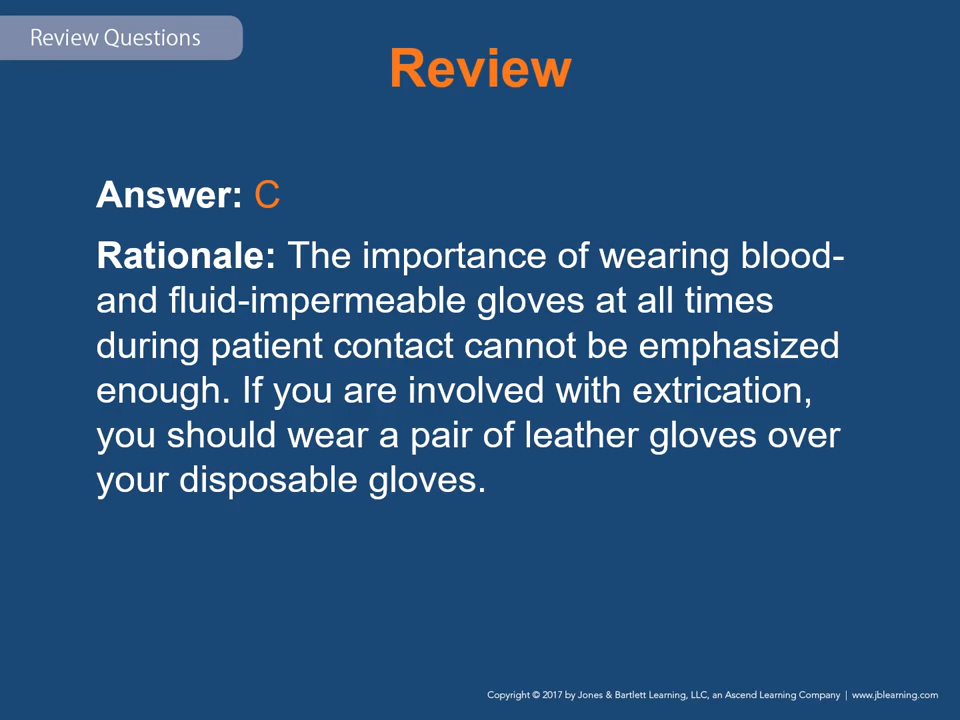 Review Questions
Review
Answer: C
Rationale: The importance of wearing blood-
and fluid-impermeable gloves at all times
during patient contact cannot be emphasized
enough. If you are involved with extrication,
you should wear a pair of leather gloves over
your disposable gloves.
Copyright © 2017 by Jones & Bartlett Learning, LLC, an Ascend Learning Company | www.jblearning.com